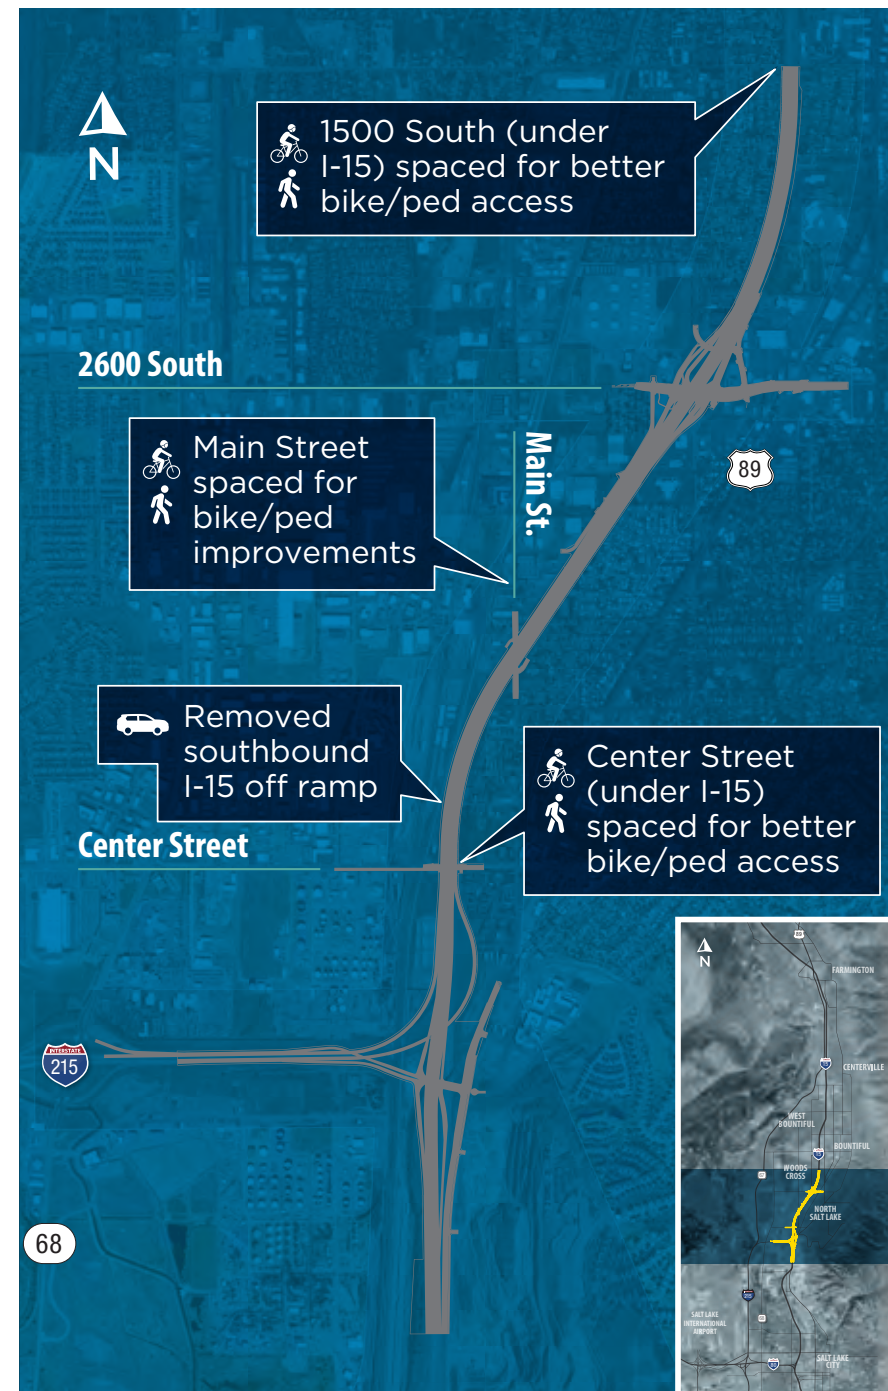 N
1500 South (under
I-15) spaced for better
bike/ped access
2600 South
Main Street
spaced for
bike/ped
improvements
Main St.
89
Removed
southbound
I-15 off ramp
Center Street
(under I-15)
spaced for better
bike/ped access
Center Street
INTERSTATE
215
68
N
89
FARMINGTON
15
CENTERVILLE
WEST
BOUNTIFUL
BOUNTIFUL
WOODS
CROSS
NORTH
SALT LAKE
SALT LAKE
INTERNATIONAL
AIRPORT
SALT LAKE
CITY